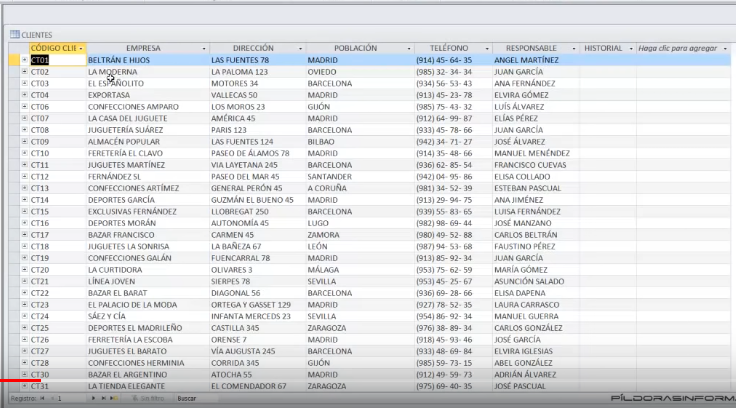 CLIENTES
CÓDIGO CLII EMPRESA DIRECCIÓN POBLACIÓN TELÉFONO RESPONSABLE HISTORIAL Haga clic para agregar
CT01 BELTRÁN E HIJOS LAS FUENTES 78 MADRID (914) 45- 64- 35 ANGEL MARTÍNEZ
CT02 LA MODERNA LA PALOMA 123 OVIEDO (985) 32- 34- 34 JUAN GARCÍA
CT03 EL ESPAÑOLITO MOTORES 34 BARCELONA (934) 56- 53- 43 ANA FERNÁNDEZ
CT04 EXPORTASA VALLECAS 50 MADRID (913) 45- 23- 78 ELVIRA GÓMEZ
CT06 CONFECCIONES AMPARO LOS MOROS 23 GIJÓN (985) 75- 43- 32 LUÍS ÁLVAREZ
CT07 LA CASA DEL JUGUETE AMÉRICA 45 MADRID (912) 64- 99- 87 ELÍAS PÉREZ
CT08 JUGUETERÍA SUÁREZ PARIS 123 BARCELONA (933) 45- 78- 66 JUAN GARCÍA
CT09 ALMACÉN POPULAR LAS FUENTES 124 BILBAO (942) 34- 71- 27 JOSÉ ÁLVAREZ
CT10 FERETERÍA EL CLAVO PASEO DE ÁLAMOS 78 MADRID (914) 35- 48- 66 MANUEL MENÉNDEZ
CT11 JUGUETES MARTÍNEZ VIA LAYETANA 245 BARCELONA (936) 62- 85- 54 FRANCISCO CUEVAS
CT12 FERNÁNDEZ SL PASEO DEL MAR 45 SANTANDER (942) 04- 95- 86 ELISA COLLADO
CT13 CONFECCIONES ARTÍMEZ GENERAL PERÓN 45 A CORUÑA (981) 34- 52- 39 ESTEBAN PASCUAL
CT14 DEPORTES GARCÍA GUZMÁN EL BUENO 45 MADRID (913) 29- 94- 75 ANA JIMÉNEZ
CT15 EXCLUSIVAS FERNÁNDEZ LLOBREGAT 250 BARCELONA (939) 55- 83- 65 LUISA FERNÁNDEZ
CT16 DEPORTES MORÁN AUTONOMÍA 45 LUGO (982) 98- 69- 44 JOSÉ MANZANO
CT17 BAZAR FRANCISCO CARMEN 45 ZAMORA (980) 49- 52- 88 CARLOS BELTRÁN
CT18 JUGUETES LA SONRISA LA BAÑEZA 67 LEÓN (987) 94- 53- 68 FAUSTINO PÉREZ
CT19 CONFECCIONES GALÁN FUENCARRAL 78 MADRID (913) 85- 92- 34 JUAN GARCÍA
CT20 LA CURTIDORA OLIVARES 3 MÁLAGA (953) 75- 62- 59 MARÍA GÓMEZ
CT21 LÍNEA JOVEN SIERPES 78 SEVILLA (953) 45- 25- 67 ASUNCIÓN SALADO
CT22 BAZAR EL BARAT DIAGONAL 56 BARCELONA (936) 69- 28- 66 ELISA DAPENA
CT23 EL PALACIO DE LA MODA ORTEGA Y GASSET 129 MADRID (927) 78- 52- 35 LAURA CARRASCO
CT24 SÁEZ Y CÍA INFANTA MERCEDS 23 SEVILLA (954) 86- 92- 34 MANUEL GUERRA
CT25 DEPORTES EL MADRILEÑO CASTILLA 345 ZARAGOZA (976) 38- 89- 34 CARLOS GONZÁLEZ
CT26 FERRETERÍA LA ESCOBA ORENSE 7 MADRID (918) 45- 93- 46 JOSÉ GARCÍA
CT27 JUGUETES EL BARATO VÍA AUGUSTA 245 BARCELONA (933) 48- 69- 84 ELVIRA IGLESIAS
CT28 CONFECCIONES HERMINIA CORRIDA 345 GIJÓN (985) 59- 73- 15 ABEL GONZÁLEZ
CT30 BAZAR EL ARGENTINO ATOCHA 55 MADRID (912) 49- 59- 73 ADRIÁN ÁLVAREZ
CT31 LA TIENDA ELEGANTE EL COMENDADOR 67 ZARAGOZA (975) 69- 40- 35 JOSÉ PASCUAL
Registro: 1 Sin filtro Buscar PÍLDORASINFORM